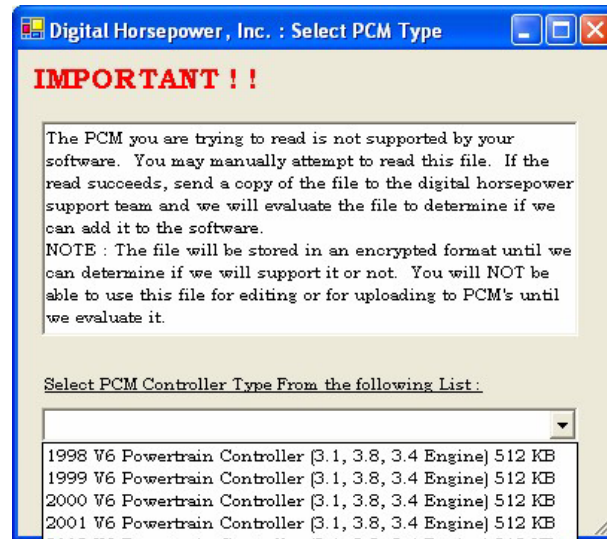 Digital Horsepower, Inc. : Select PCM Type
IMPORTANT ! !
The PCM you are trying to read is not supported by your
software. You may manually attempt to read this file. If the
read succeeds, send a copy of the file to the digital horsepower
support team and we will evaluate the file to determine if we
can add it to the software.
NOTE : The file will be stored in an encrypted format until we
can determine if we will support it or not. You will NOT be
able to use this file for editing or for uploading to PCM's until
we evaluate it.
Select PCM Controller Type From the following List :
1998 V6 Powertrain Controller (3.1, 3.8, 3.4 Engine) 512 KB
1999 V6 Powertrain Controller (3.1, 3.8, 3.4 Engine) 512 KB
2000 V6 Powertrain Controller (3.1, 3.8, 3.4 Engine) 512 KB
2001 V6 Powertrain Controller (3.1, 3.8, 3.4 Engine) 512 KB